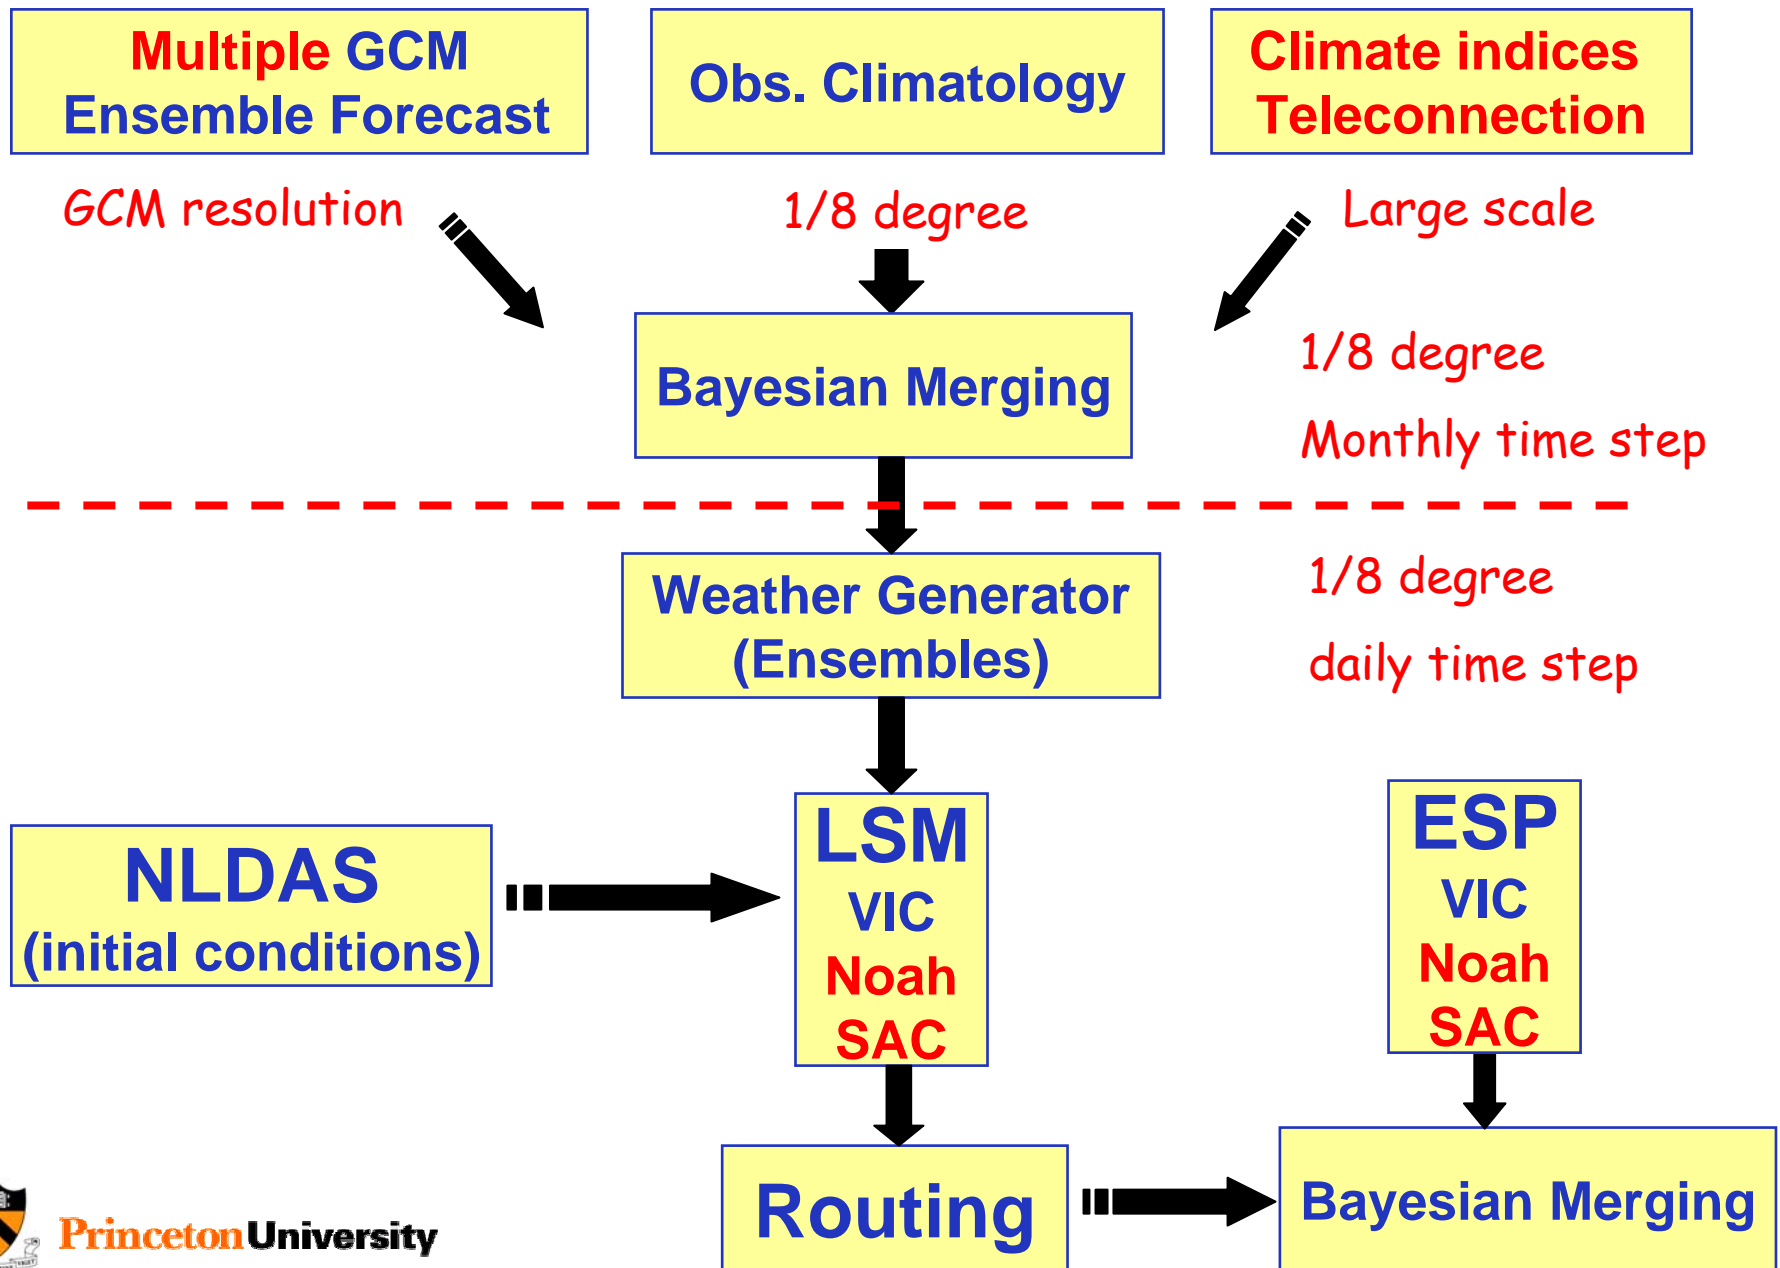 Multiple GCM
Ensemble Forecast
Obs. Climatology
Climate indices
Teleconnection
GCM resolution
1/8 degree
Large scale
Bayesian Merging
1/8 degree
Monthly time step
Weather Generator
(Ensembles)
1/8 degree
daily time step
NLDAS
(initial conditions)
LSM
VIC
Noah
SAC
ESP
VIC
Noah
SAC
Routing
Bayesian Merging
Princeton University